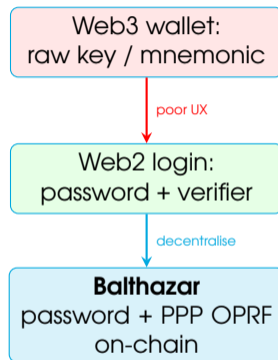 Web3 wallet:
raw key / mnemonic
poor UX
Web2 login:
password + verifier
decentralise
Balthazar
password + PPP OPRF
on-chain